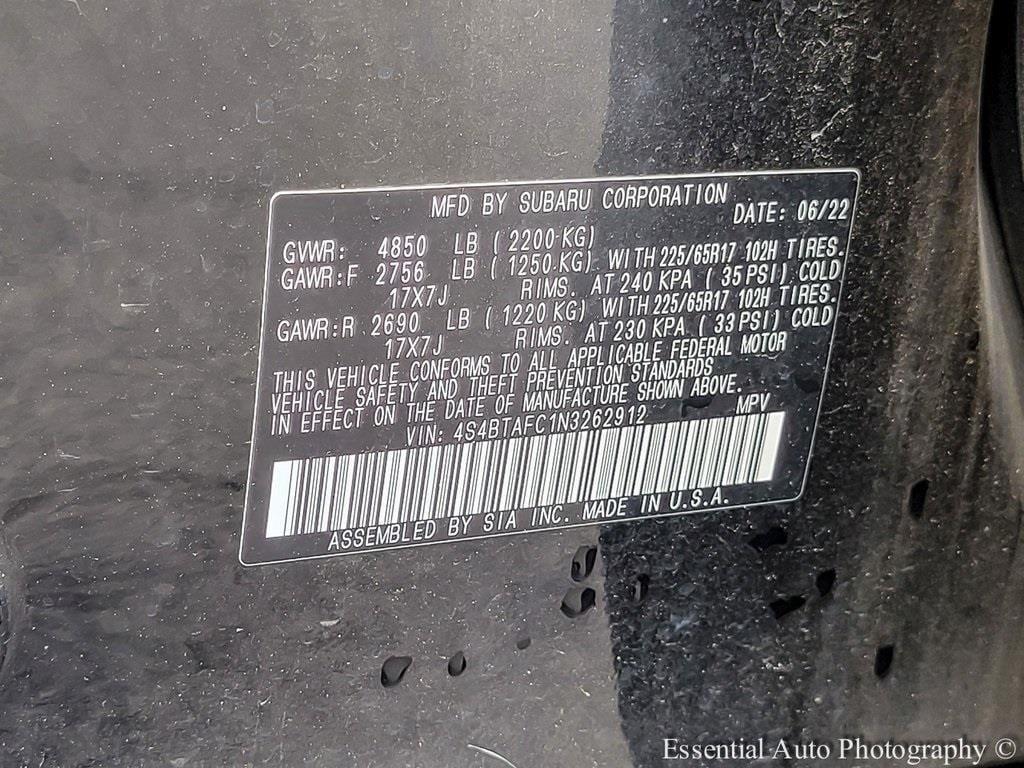 MFD BY SUBARU CORPORATION
DATE: 06/22
GVWR: 4850 LB ( 2200 KG)
GAWR:F 2756 LB ( 1250 KG) WITH 225/65R17 102H TIRES.
17X7J RIMS. AT 240 KPA ( 35 PSI) COLD
GAWR:R 2690 LB ( 1220 KG) WITH 225/65R17 102H TIRES.
17X7J RIMS. AT 230 KPA ( 33 PSI) COLD
THIS VEHICLE CONFORMS TO ALL APPLICABLE FEDERAL MOTOR
VEHICLE SAFETY AND THEFT PREVENTION STANDARDS
IN EFFECT ON THE DATE OF MANUFACTURE SHOWN ABOVE.
VIN: 4S4BTAFC1N3262912 MPV
ASSEMBLED BY SIA INC. MADE IN U.S.A.
Essential Auto Photography ©